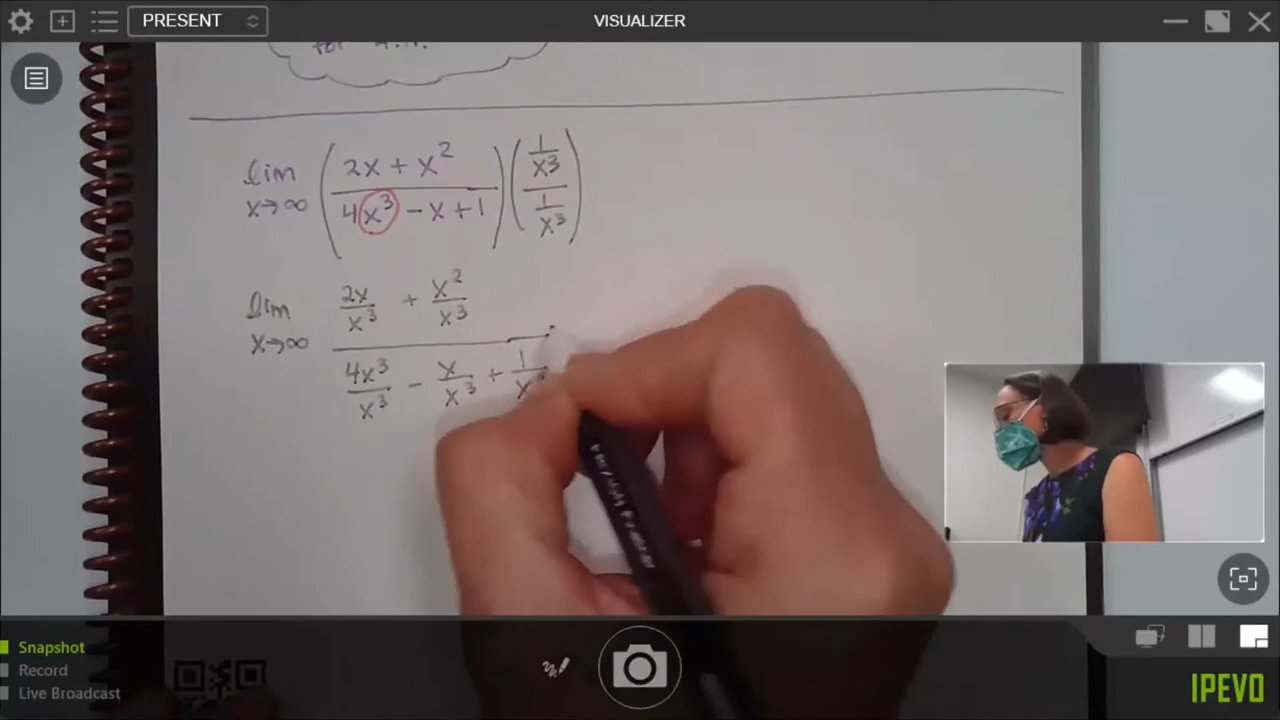 PRESENT
VISUALIZER
lim x→∞ (2x + x² / 4x³ - x + 1) (1/x³ / 1/x³)
lim x→∞ 2x/x³ + x²/x³ / 4x³/x³ - x/x³ + 1/x
Snapshot
Record
Live Broadcast
IPEVO